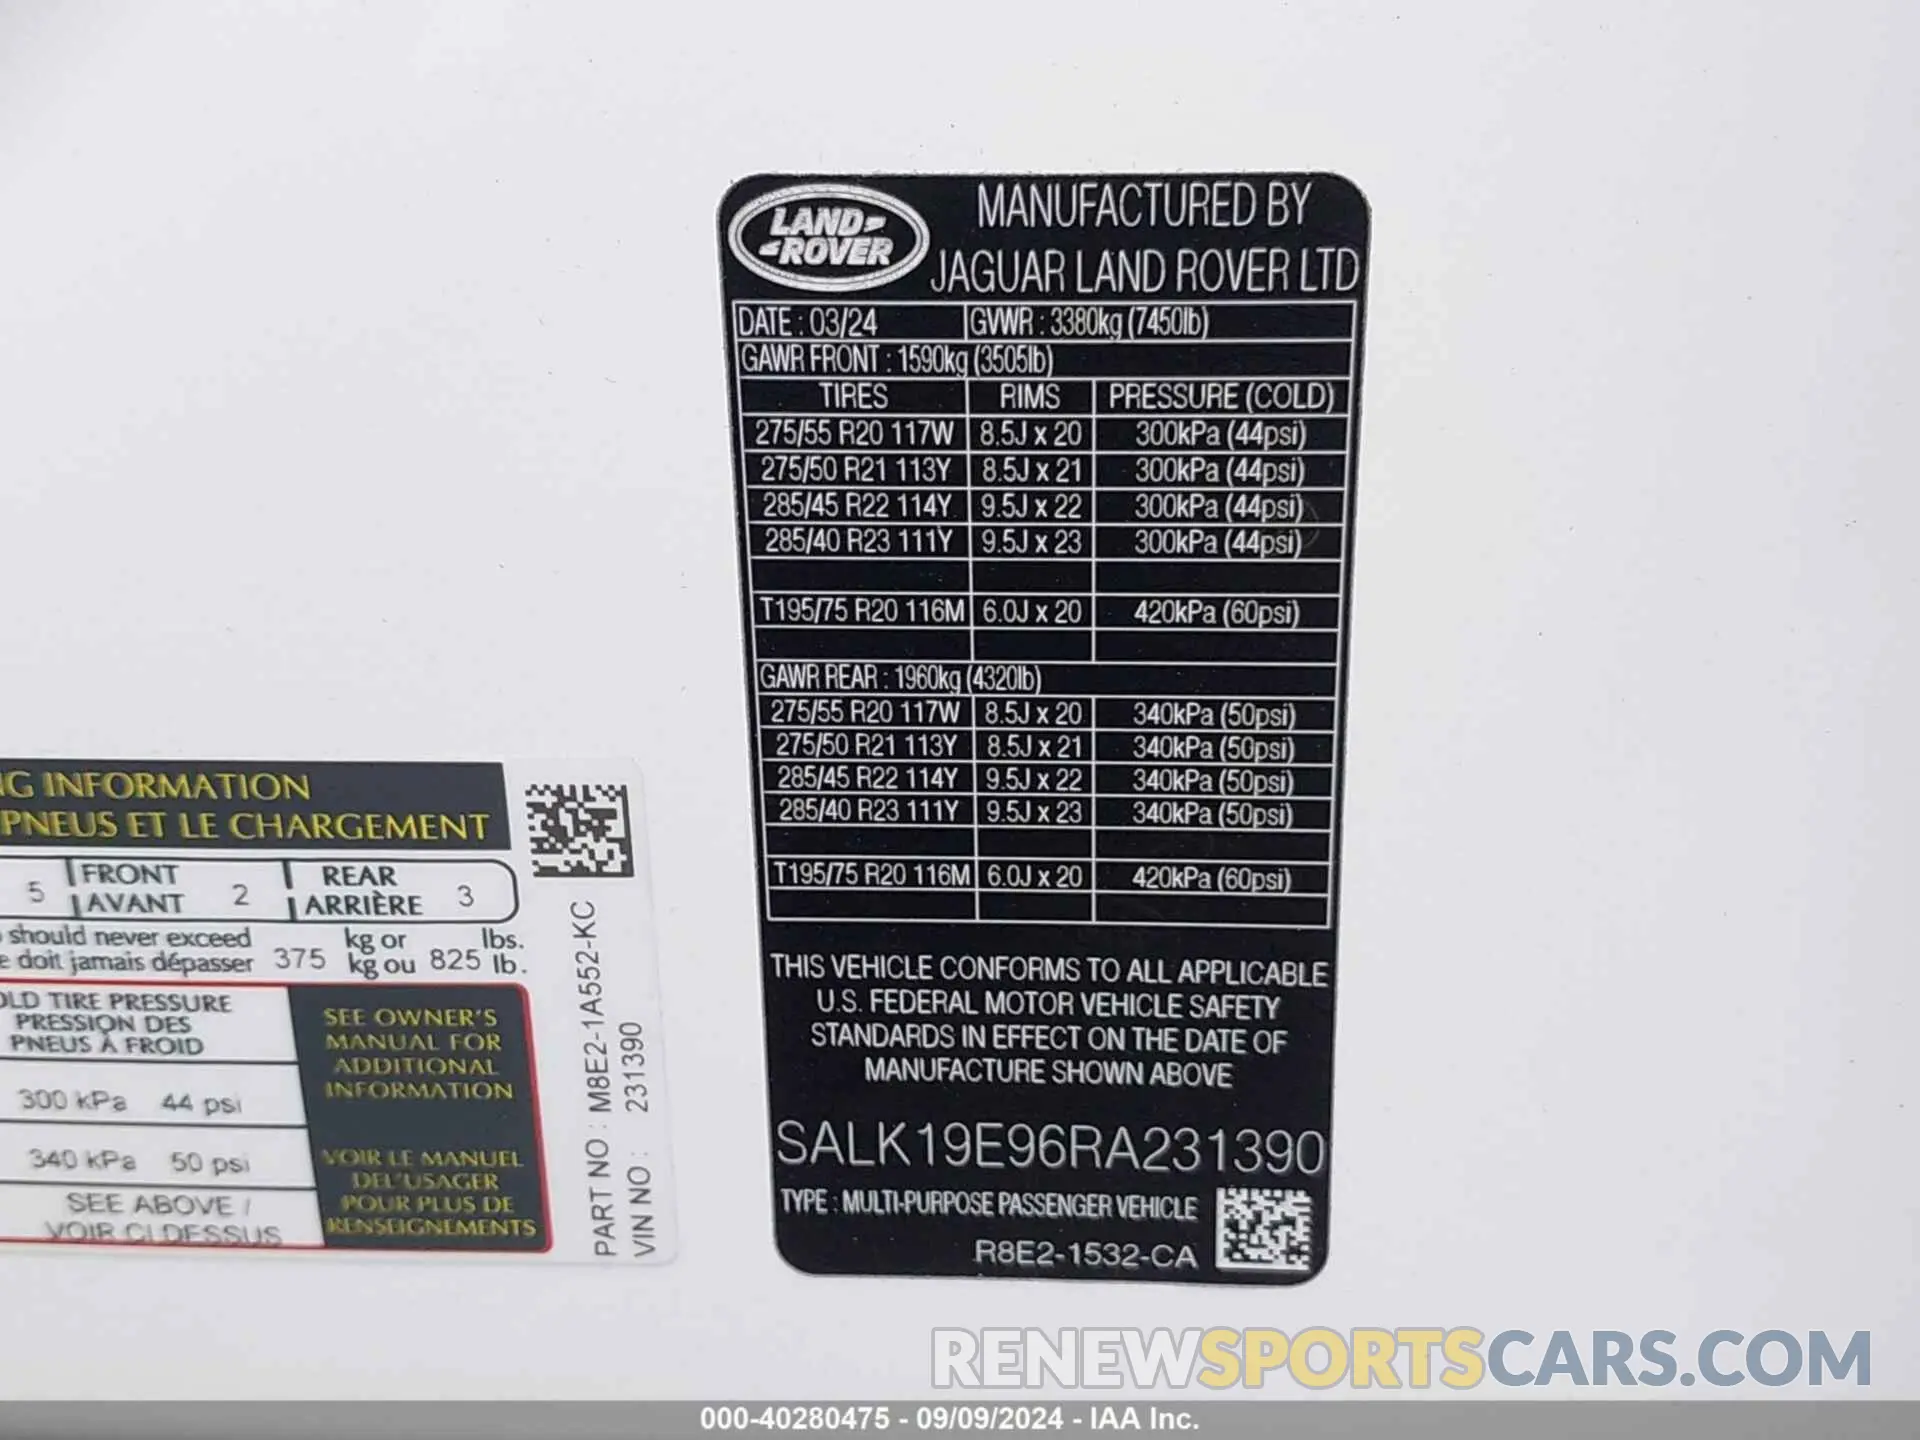 LAND ROVER
MANUFACTURED BY
JAGUAR LAND ROVER LTD
DATE : 03/24 GVWR : 3380kg (7450lb)
GAWR FRONT : 1590kg (3505lb)
TIRES RIMS PRESSURE (COLD)
275/55 R20 117W 8.5J x 20 300kPa (44psi)
275/50 R21 113Y 8.5J x 21 300kPa (44psi)
285/45 R22 114Y 9.5J x 22 300kPa (44psi)
285/40 R23 111Y 9.5J x 23 300kPa (44psi)
T195/75 R20 116M 6.0J x 20 420kPa (60psi)
GAWR REAR : 1960kg (4320lb)
275/55 R20 117W 8.5J x 20 340kPa (50psi)
275/50 R21 113Y 8.5J x 21 340kPa (50psi)
285/45 R22 114Y 9.5J x 22 340kPa (50psi)
285/40 R23 111Y 9.5J x 23 340kPa (50psi)
T195/75 R20 116M 6.0J x 20 420kPa (60psi)
THIS VEHICLE CONFORMS TO ALL APPLICABLE
U.S. FEDERAL MOTOR VEHICLE SAFETY
STANDARDS IN EFFECT ON THE DATE OF
MANUFACTURE SHOWN ABOVE
SALK19E96RA231390
TYPE : MULTI-PURPOSE PASSENGER VEHICLE
R8E2-1532-CA
INFORMATION
PNEUS ET LE CHARGEMENT
5 FRONT 2 REAR 3
AVANT ARRIÈRE
should never exceed 375 kg or 825 lbs.
doit jamais dépasser kg ou lb.
TIRE PRESSURE
PRESSION DES
PNEUS À FROID
300 kPa 44 psi
340 kPa 50 psi
SEE ABOVE /
VOIR CI DESSUS
SEE OWNER'S
MANUAL FOR
ADDITIONAL
INFORMATION
VOIR LE MANUEL
DEL'USAGER
POUR PLUS DE
RENSEIGNEMENTS
PART NO : M8E2-1A552-KC
VIN NO : 231390
RENEWSPORTSCARS.COM
000-40280475 - 09/09/2024 - IAA Inc.